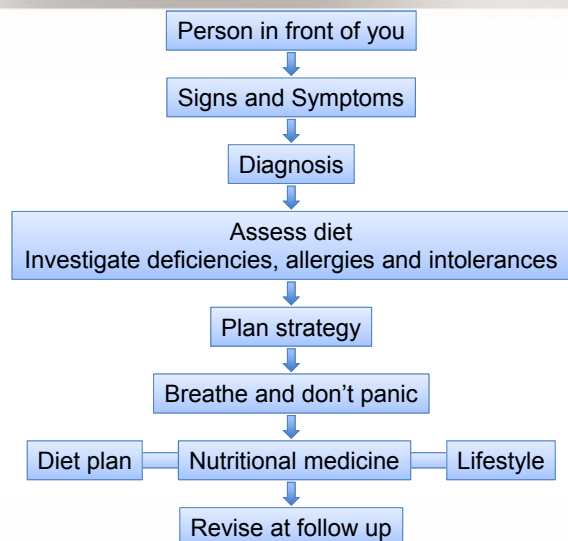 Person in front of you
Signs and Symptoms
Diagnosis
Assess diet
Investigate deficiencies, allergies and intolerances
Plan strategy
Breathe and don’t panic
Diet plan
Nutritional medicine
Lifestyle
Revise at follow up